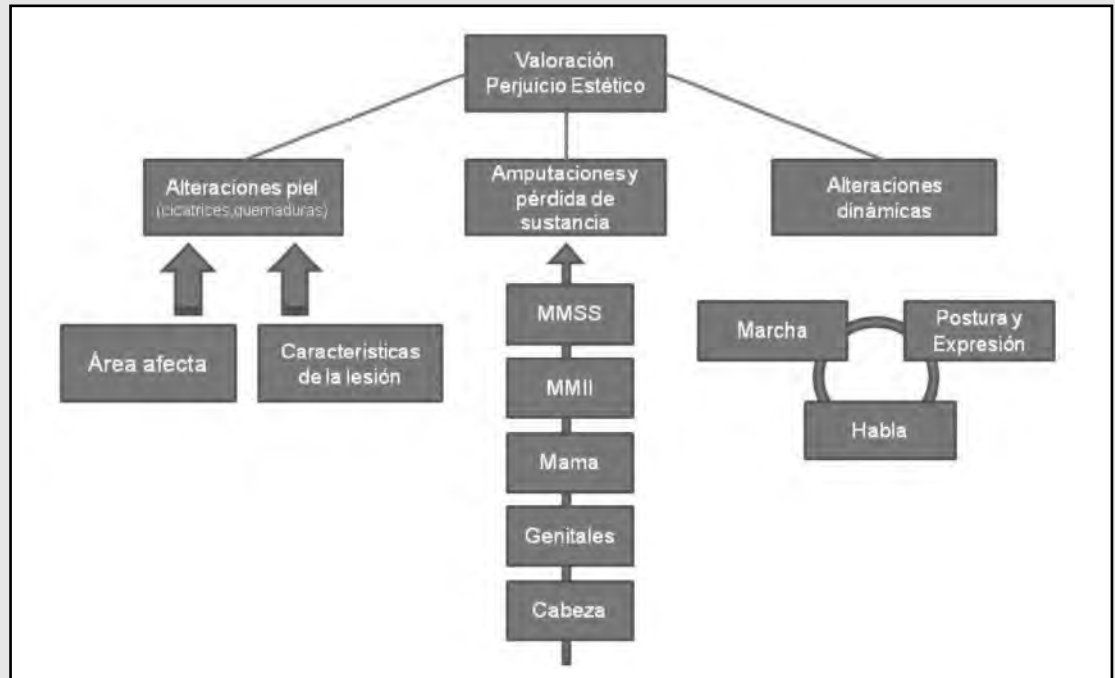 Valoración
Perjuicio Estético
Alteraciones piel
(cicatrices,quemaduras)
Amputaciones y
pérdida de
sustancia
Alteraciones
dinámicas
Área afecta
Características
de la lesión
MMSS
MMII
Mama
Genitales
Cabeza
Marcha
Postura y
Expresión
Habla